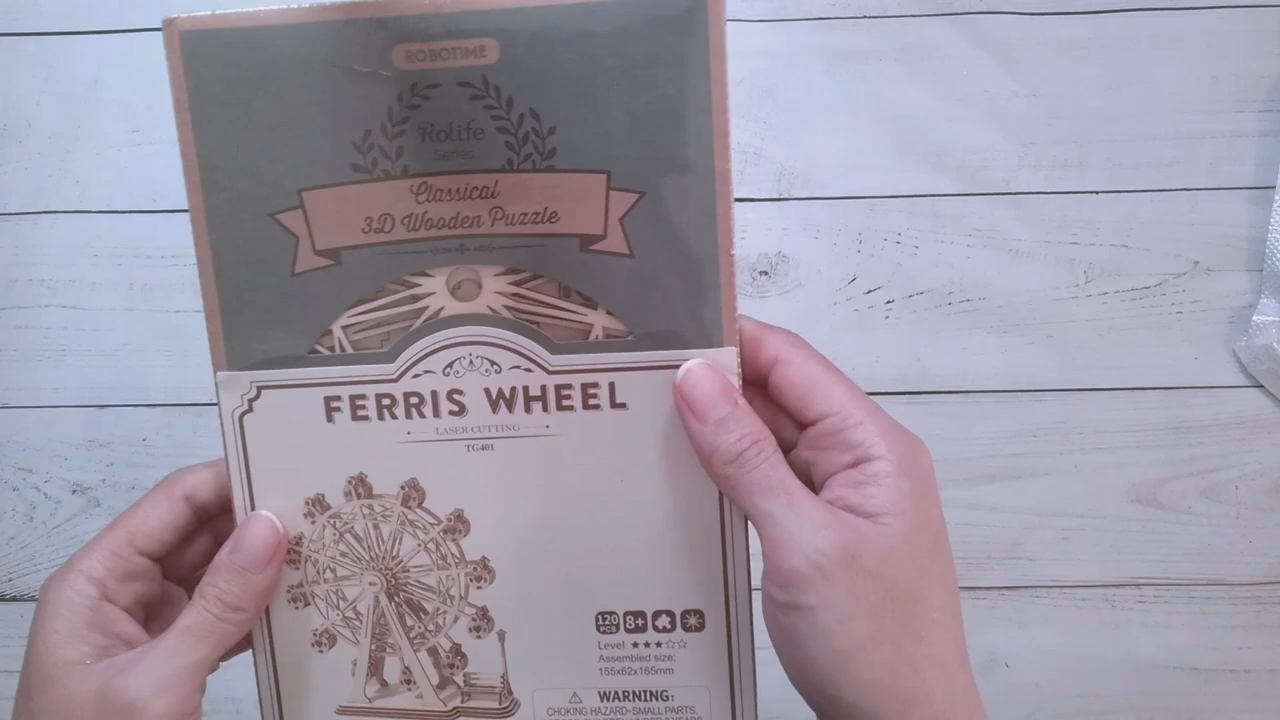 ROBOTIME
Rolife
Series
Classical
3D Wooden Puzzle
FERRIS WHEEL
LASER CUTTING
TG401
120
PCS
8+
Level: ★★★☆☆
Assembled size:
155x62x165mm
⚠ WARNING:
CHOKING HAZARD-SMALL PARTS.